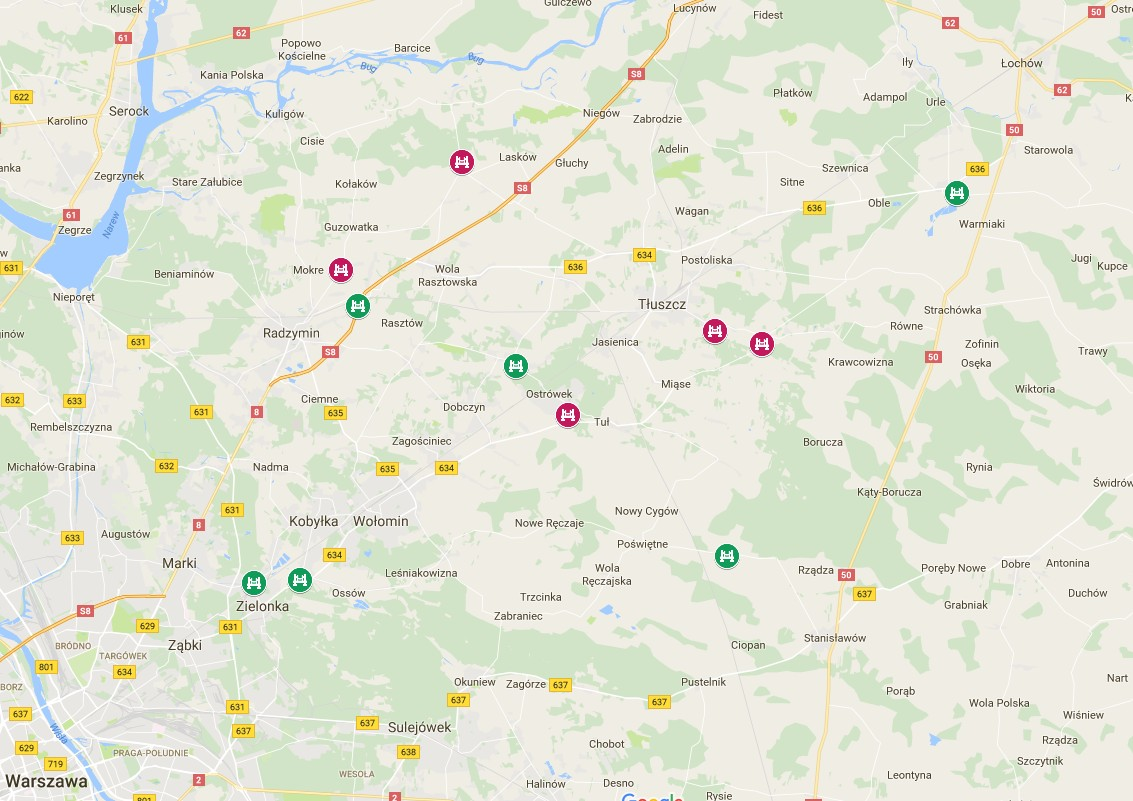 Klusek
Gulczewo
Lucynów
Fidest
50
Ostró
61
62
62
Popowo
Kościelne
Barcice
Bug
Bug
Kania Polska
S8
Iły
Łochów
622
Serock
Kuligów
Niegów
Zabrodzie
Płatków
Adampol
Urle
62
Karolino
Cisie
50
Adelin
Starowola
anka
Zegrzynek
Stare Załubice
Kołaków
Lasków
Głuchy
S8
Szewnica
Sitne
636
Oble
61
Zegrze
Narew
Guzowatka
Wagan
636
Warmiaki
631
Beniaminów
Mokre
Wola
Rasztowska
636
634
Postoliska
Jugi
Kupce
Nieporęt
Tłuszcz
Strachówka
Radzymin
Rasztów
Równe
631
S8
Jasienica
Zofinin
Osęka
Trawy
50
Krawcowizna
Miąse
Wiktoria
632
633
631
8
Ciemne
635
Dobczyn
Ostrówek
Rembelszczyzna
Tuł
Zagościniec
Borucza
Michałów-Grabina
632
Nadma
635
634
Rynia
Kąty-Borucza
631
8
Kobyłka
Wołomin
Nowe Ręczaje
Nowy Cygów
633
Augustów
634
Poświętne
Marki
Leśniakowizna
Wola
Ręczajska
Rządza
50
Poręby Nowe
Dobre
Antonina
637
Duchów
Ossów
Trzcinka
Grabniak
S8
Zielonka
Zabraniec
629
631
Stanisławów
BRÓDNO
Ząbki
Ciopan
TARGÓWEK
801
634
Okuniew
Zagórze
637
Pustelnik
Nart
637
637
Porąb
Wola Polska
637
631
637
637
Sulejówek
Wiśniew
Wisła
629
PRAGA-POŁUDNIE
638
Chobot
Rządza
719
Szczytnik
WESOŁA
Warszawa
2
Halinów
Desno
Leontyna
801
2
Rysie
Google